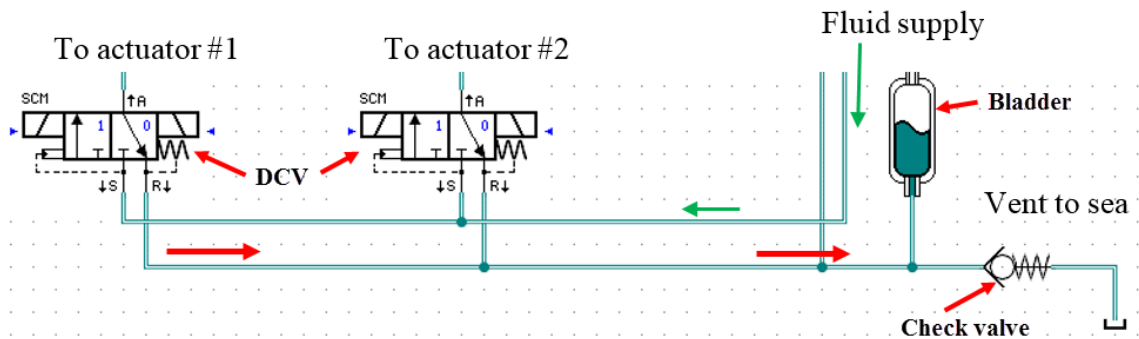 Fluid supply
To actuator #1
To actuator #2
SCM
↑A
1
0
SCM
↑A
1
0
Bladder
DCV
↓S
R↓
↓S
R↓
Vent to sea
Check valve